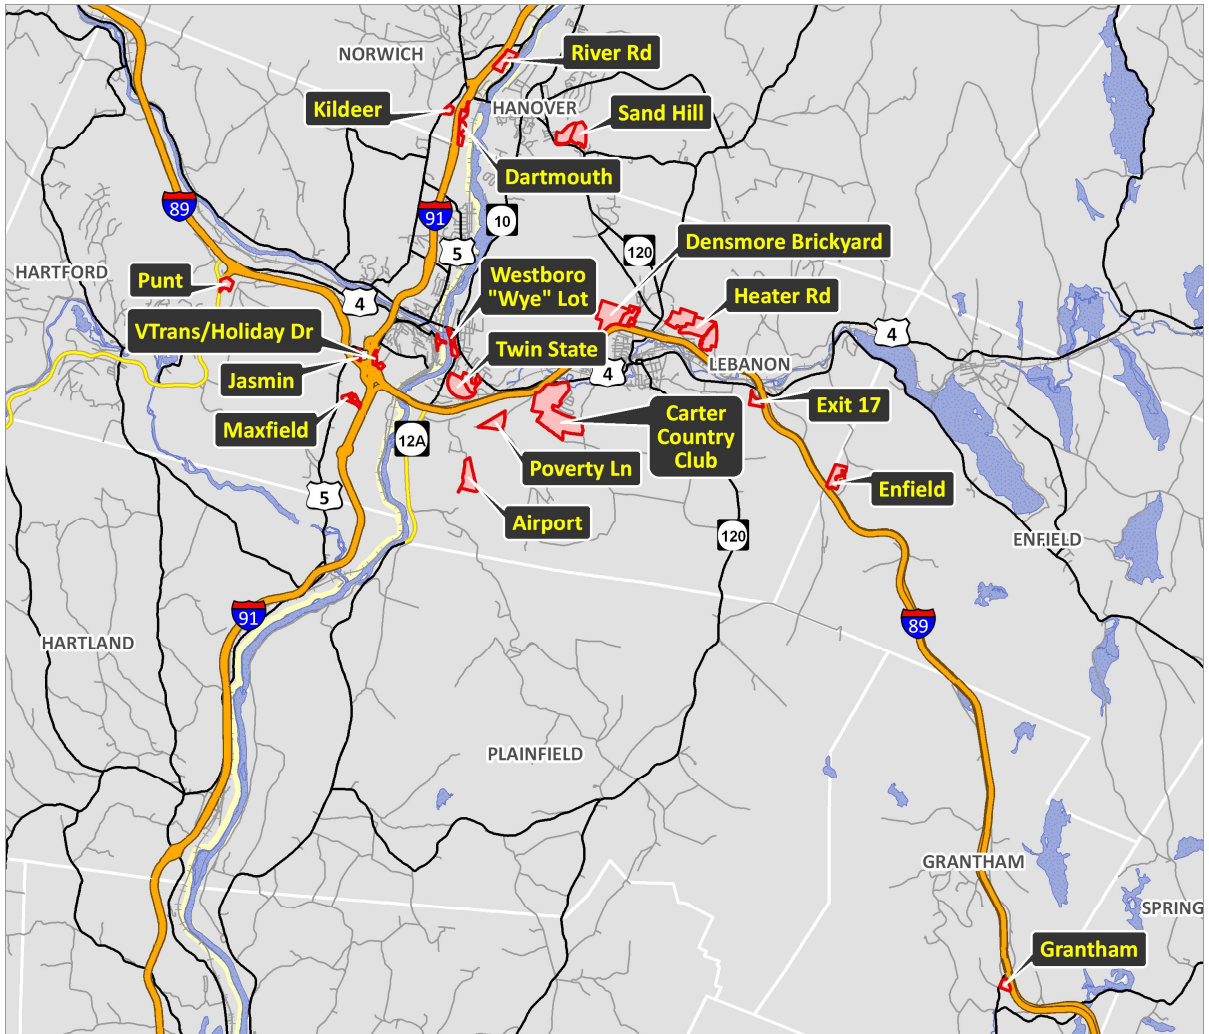 River Rd
NORWICH
Kildeer
HANOVER
Sand Hill
Dartmouth
89
91
10
5
120
Densmore Brickyard
HARTFORD
Punt
4
Westboro
"Wye" Lot
Heater Rd
VTrans/Holiday Dr
Twin State
4
LEBANON
4
Jasmin
Exit 17
Maxfield
12A
Carter
Country
Club
Poverty Ln
5
Enfield
Airport
120
ENFIELD
91
89
HARTLAND
PLAINFIELD
GRANTHAM
SPRING
Grantham